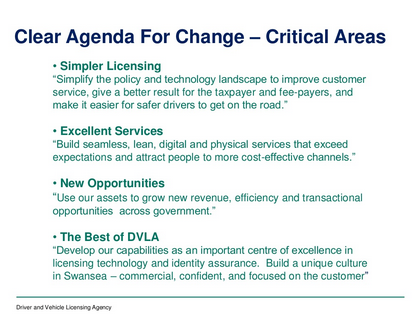 Clear Agenda For Change – Critical Areas
• Simpler Licensing
“Simplify the policy and technology landscape to improve customer
service, give a better result for the taxpayer and fee-payers, and
make it easier for safer drivers to get on the road.”
• Excellent Services
“Build seamless, lean, digital and physical services that exceed
expectations and attract people to more cost-effective channels.”
• New Opportunities
“Use our assets to grow new revenue, efficiency and transactional
opportunities across government.”
• The Best of DVLA
“Develop our capabilities as an important centre of excellence in
licensing technology and identity assurance. Build a unique culture
in Swansea – commercial, confident, and focused on the customer”
Driver and Vehicle Licensing Agency